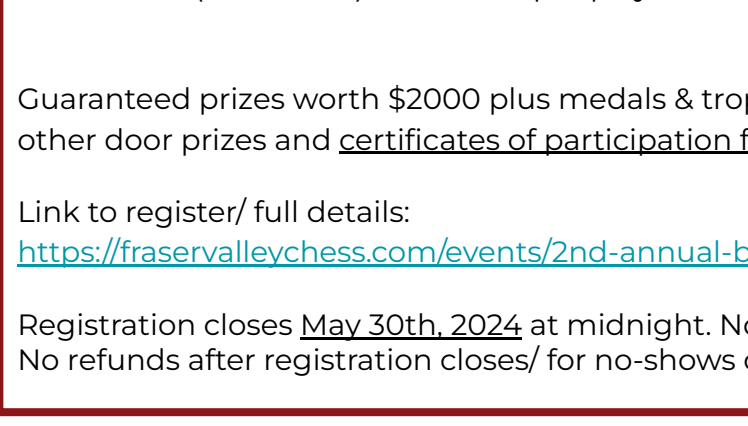 Guaranteed prizes worth $2000 plus medals &
other door prizes and certificates of participation
Link to register/ full details:
https://fraservalleychess.com/events/2nd-annual-b
Registration closes May 30th, 2024 at midnight.
No refunds after registration closes/ for no-shows